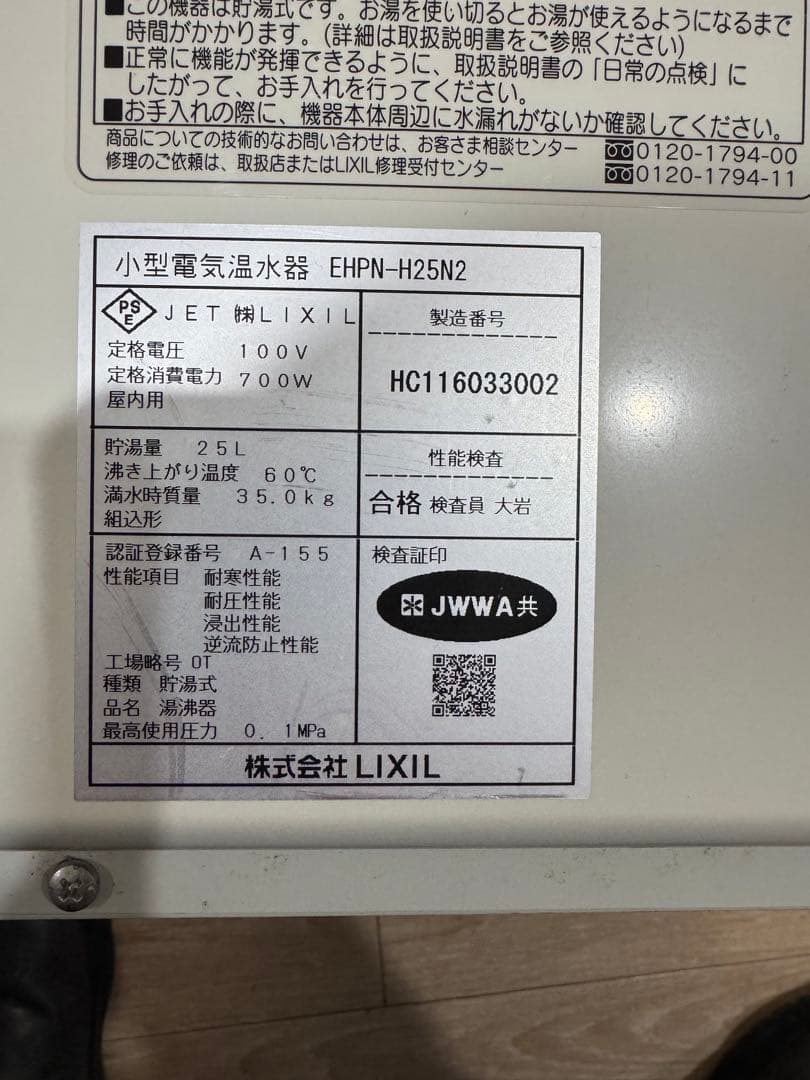 ■この機器は貯湯式です。お湯を使い切るとお湯が使えるようになるまで
時間がかかります。(詳細は取扱説明書をご参照ください)
■正常に機能が発揮できるように、取扱説明書の「日常の点検」に
したがって、お手入れを行ってください。
■お手入れの際に、機器本体周辺に水漏れがないか確認してください。
商品についての技術的なお問い合わせは、お客さま相談センター 0120-1794-00
修理のご依頼は、取扱店またはLIXIL修理受付センター 0120-1794-11
小型電気温水器 EHPN-H25N2
PS
E
JET ㈱LIXIL
定格電圧 100V
定格消費電力 700W
屋内用
製造番号
HC116033002
貯湯量 25L
沸き上がり温度 60℃
満水時質量 35.0kg
組込形
性能検査
合格 検査員 大岩
認証登録番号 A-155
性能項目 耐寒性能
耐圧性能
浸出性能
逆流防止性能
工場略号 OT
種類 貯湯式
品名 湯沸器
最高使用圧力 0.1MPa
検査証印
JWWA共
株式会社 LIXIL